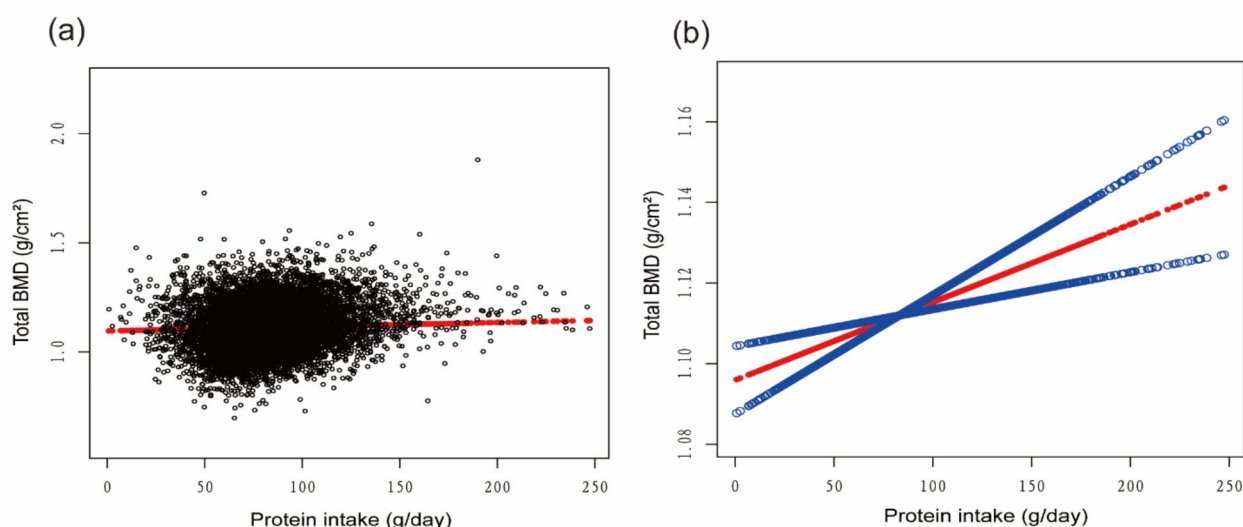 (a)
2.0
1.5
1.0
Total BMD (g/cm²)
0 50 100 150 200 250
Protein intake (g/day)
(b)
1.16
1.14
1.12
1.10
1.08
Total BMD (g/cm²)
0 50 100 150 200 250
Protein intake (g/day)